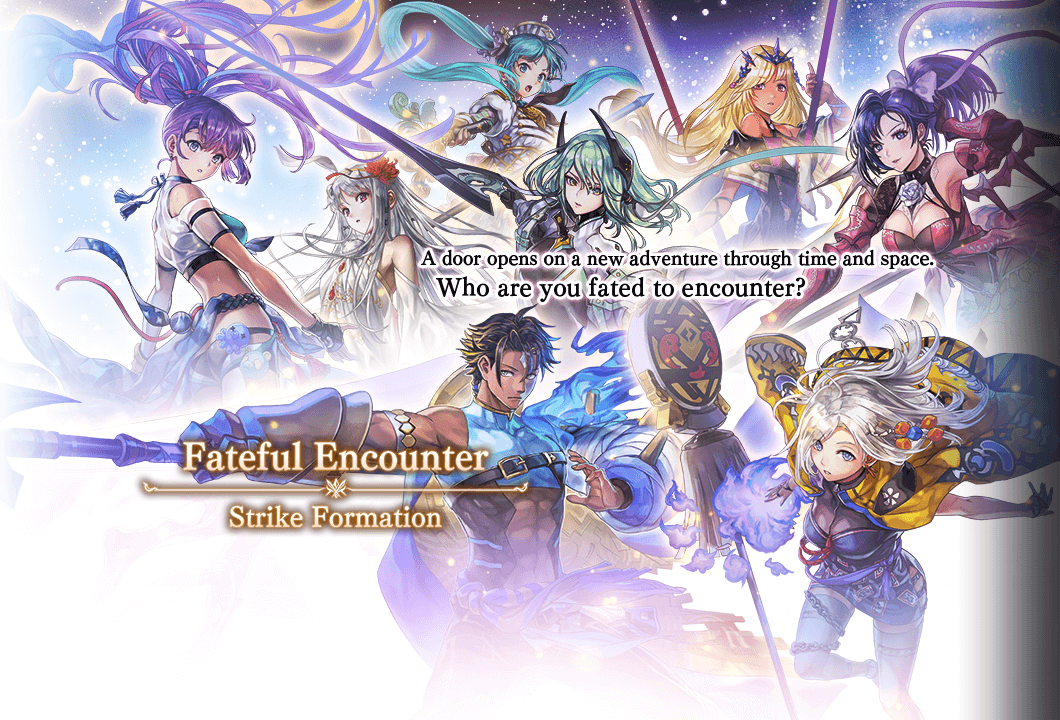 A door opens on a new adventure through time and space.
Who are you fated to encounter?
Fateful Encounter
Strike Formation